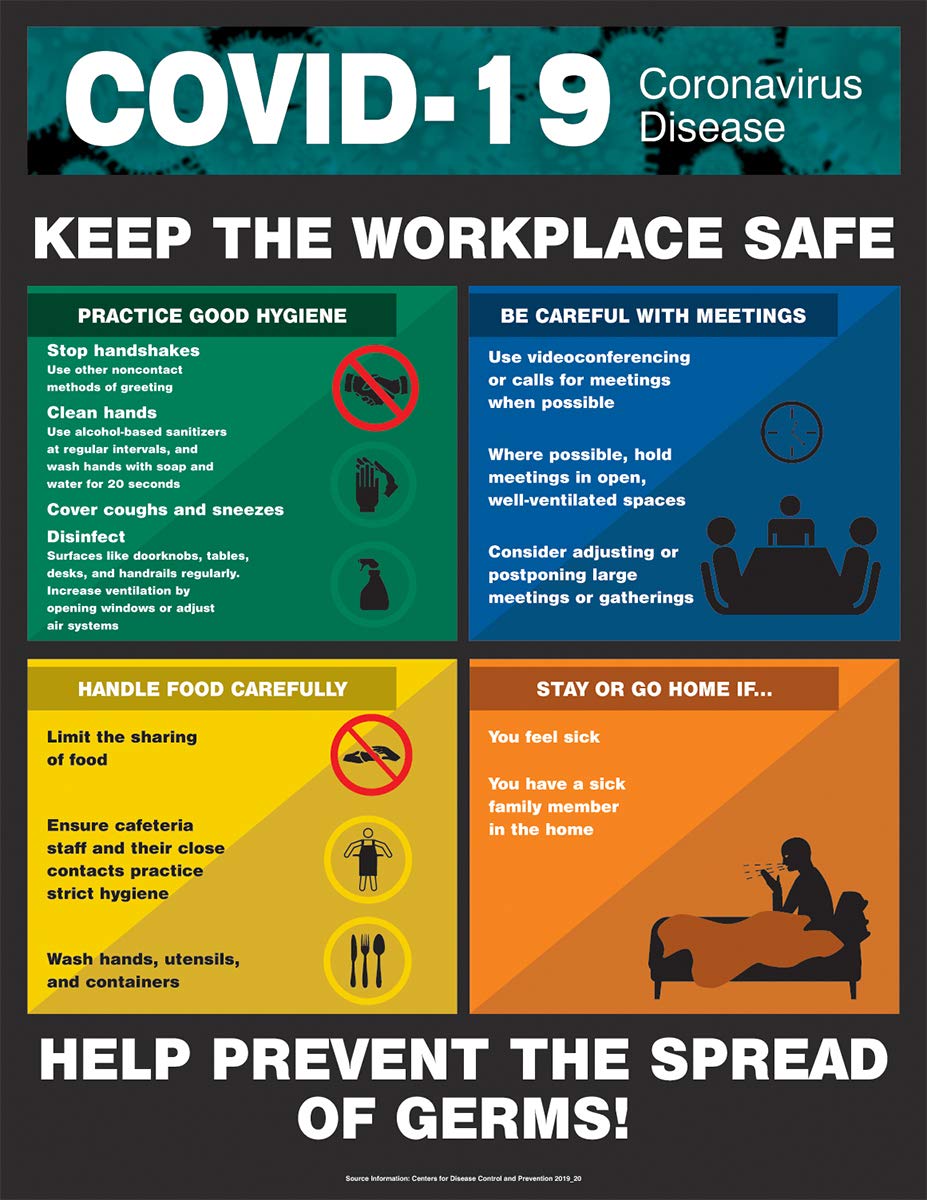 COVID-19
Coronavirus
Disease
KEEP THE WORKPLACE SAFE
PRACTICE GOOD HYGIENE
Stop handshakes
Use other noncontact
methods of greeting
Clean hands
Use alcohol-based sanitizers
at regular intervals, and
wash hands with soap and
water for 20 seconds
Cover coughs and sneezes
Disinfect
Surfaces like doorknobs, tables,
desks, and handrails regularly.
Increase ventilation by
opening windows or adjust
air systems
BE CAREFUL WITH MEETINGS
Use videoconferencing
or calls for meetings
when possible
Where possible, hold
meetings in open,
well-ventilated spaces
Consider adjusting or
postponing large
meetings or gatherings
HANDLE FOOD CAREFULLY
Limit the sharing
of food
Ensure cafeteria
staff and their close
contacts practice
strict hygiene
Wash hands, utensils,
and containers
STAY OR GO HOME IF...
You feel sick
You have a sick
family member
in the home
HELP PREVENT THE SPREAD
OF GERMS!
Source Information: Centers for Disease Control and Prevention 2019_20